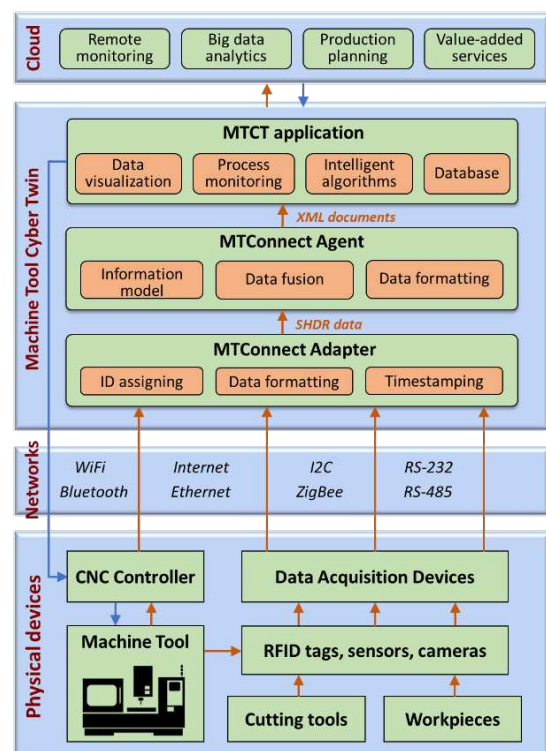 Cloud
Remote
monitoring
Big data
analytics
Production
planning
Value-added
services
Machine Tool Cyber Twin
MTCT application
Data
visualization
Process
monitoring
Intelligent
algorithms
Database
XML documents
MTConnect Agent
Information
model
Data fusion
Data formatting
SHDR data
MTConnect Adapter
ID assigning
Data formatting
Timestamping
Networks
WiFi Internet I2C RS-232
Bluetooth Ethernet ZigBee RS-485
Physical devices
CNC Controller
Data Acquisition Devices
Machine Tool
RFID tags, sensors, cameras
Cutting tools
Workpieces